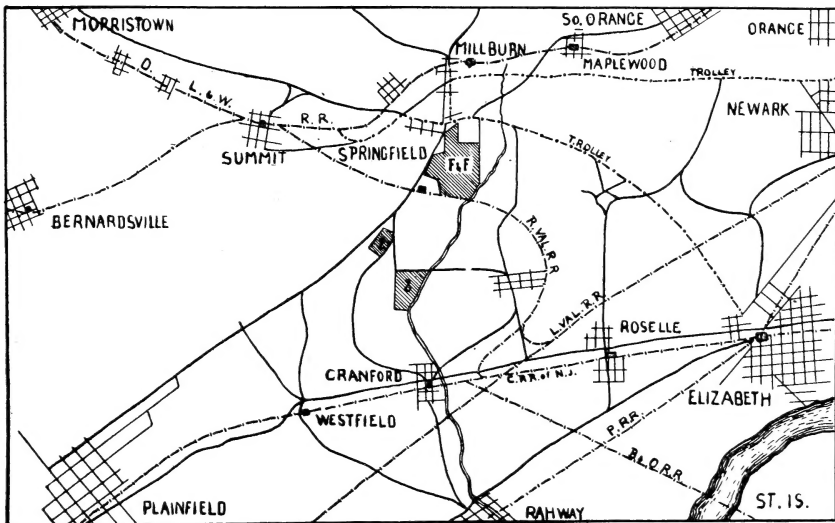 MORRISTOWN
So. ORANGE
ORANGE
MILLBURN
MAPLEWOOD
D. L. & W. R. R.
TROLLEY
NEWARK
SUMMIT
SPRINGFIELD
F & F
TROLLEY
BERNARDSVILLE
R. VAL. R R
8
L. VAL. R. R.
ROSELLE
CRANFORD
C. R.R. of N.J.
ELIZABETH
WESTFIELD
P. R.R.
B & O. R R
PLAINFIELD
RAHWAY
ST. IS.